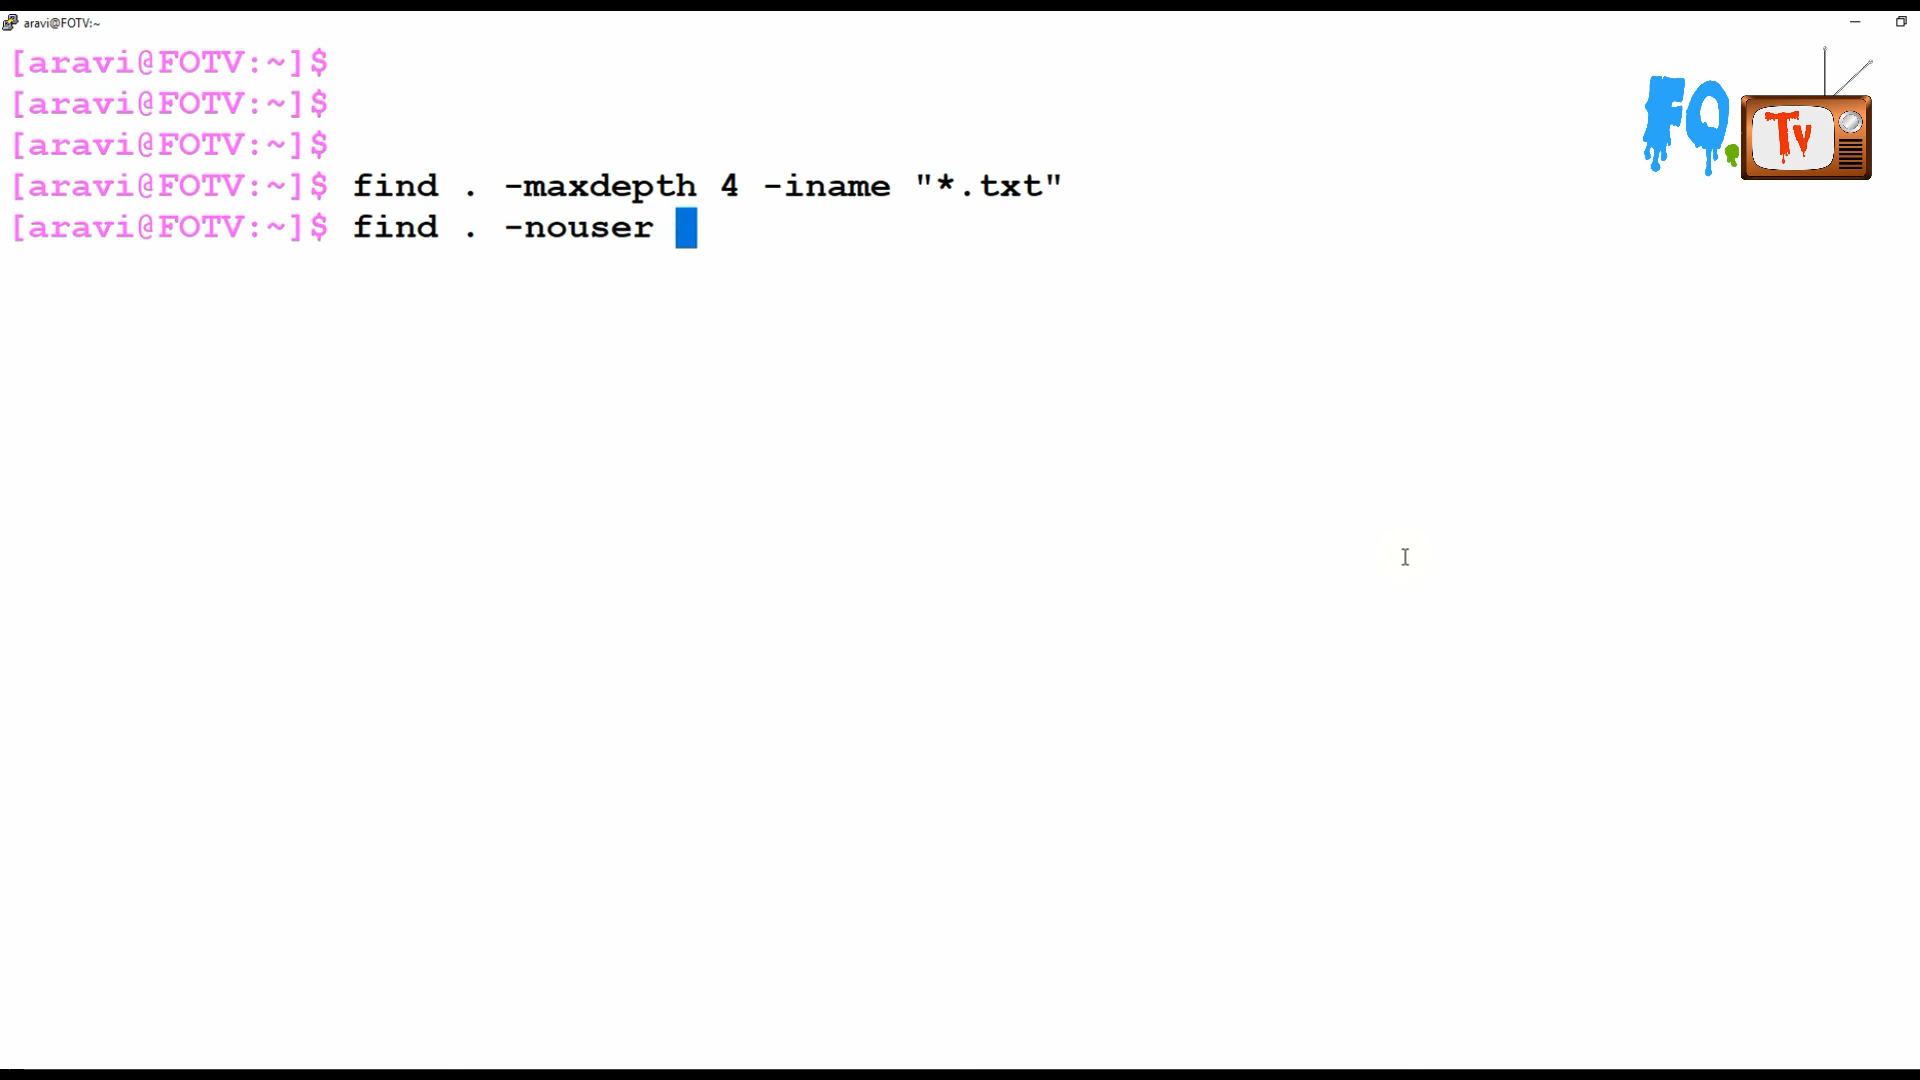 aravi@FOTV:~
[aravi@FOTV:~]$
[aravi@FOTV:~]$
[aravi@FOTV:~]$
[aravi@FOTV:~]$ find . -maxdepth 4 -iname "*.txt"
[aravi@FOTV:~]$ find . -nouser
FO.
Tv